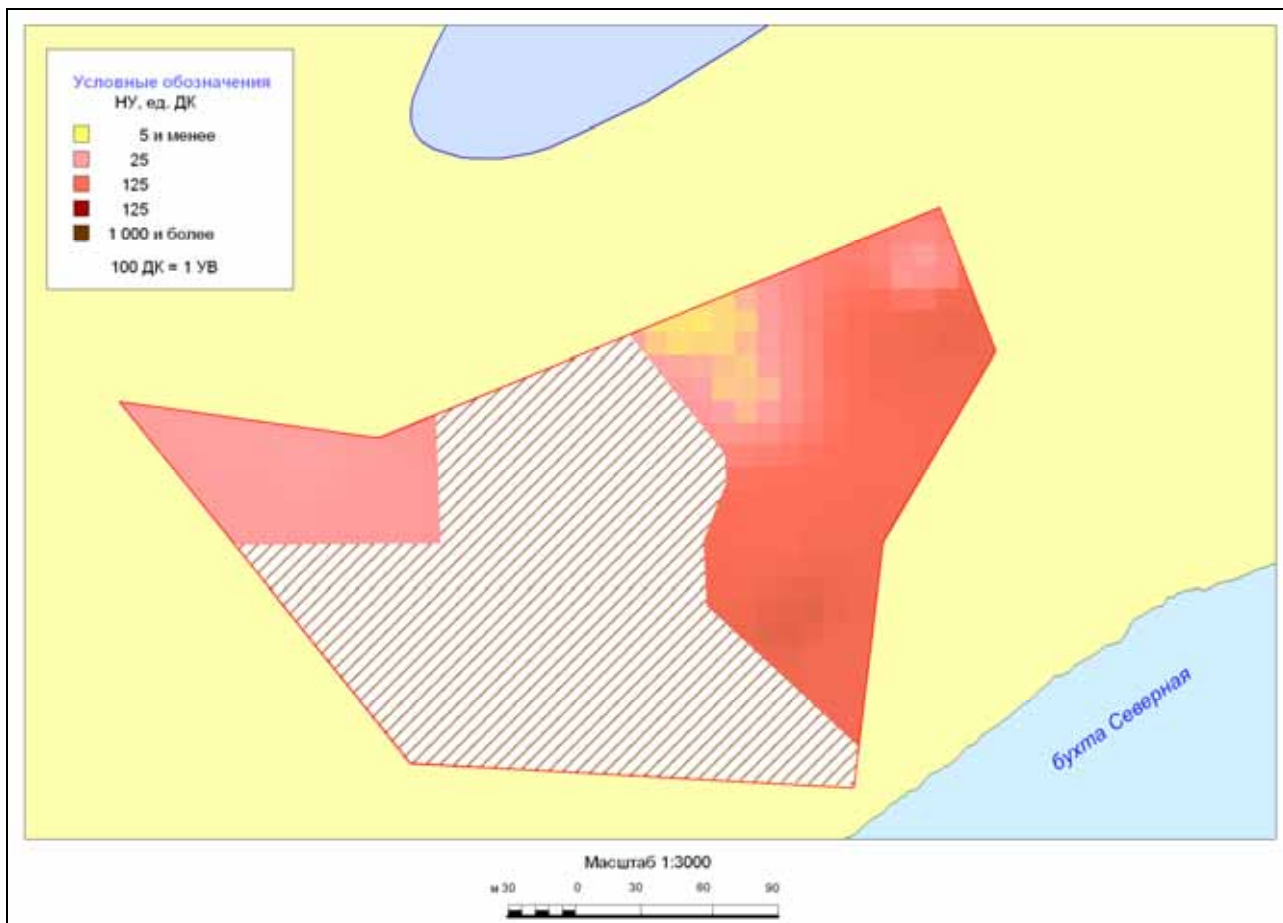 Условные обозначения
НУ, ед. ДК
5 и менее
25
125
125
1 000 и более
100 ДК = 1 УВ
бухта Северная
Масштаб 1:3000
м 30 0 30 60 90